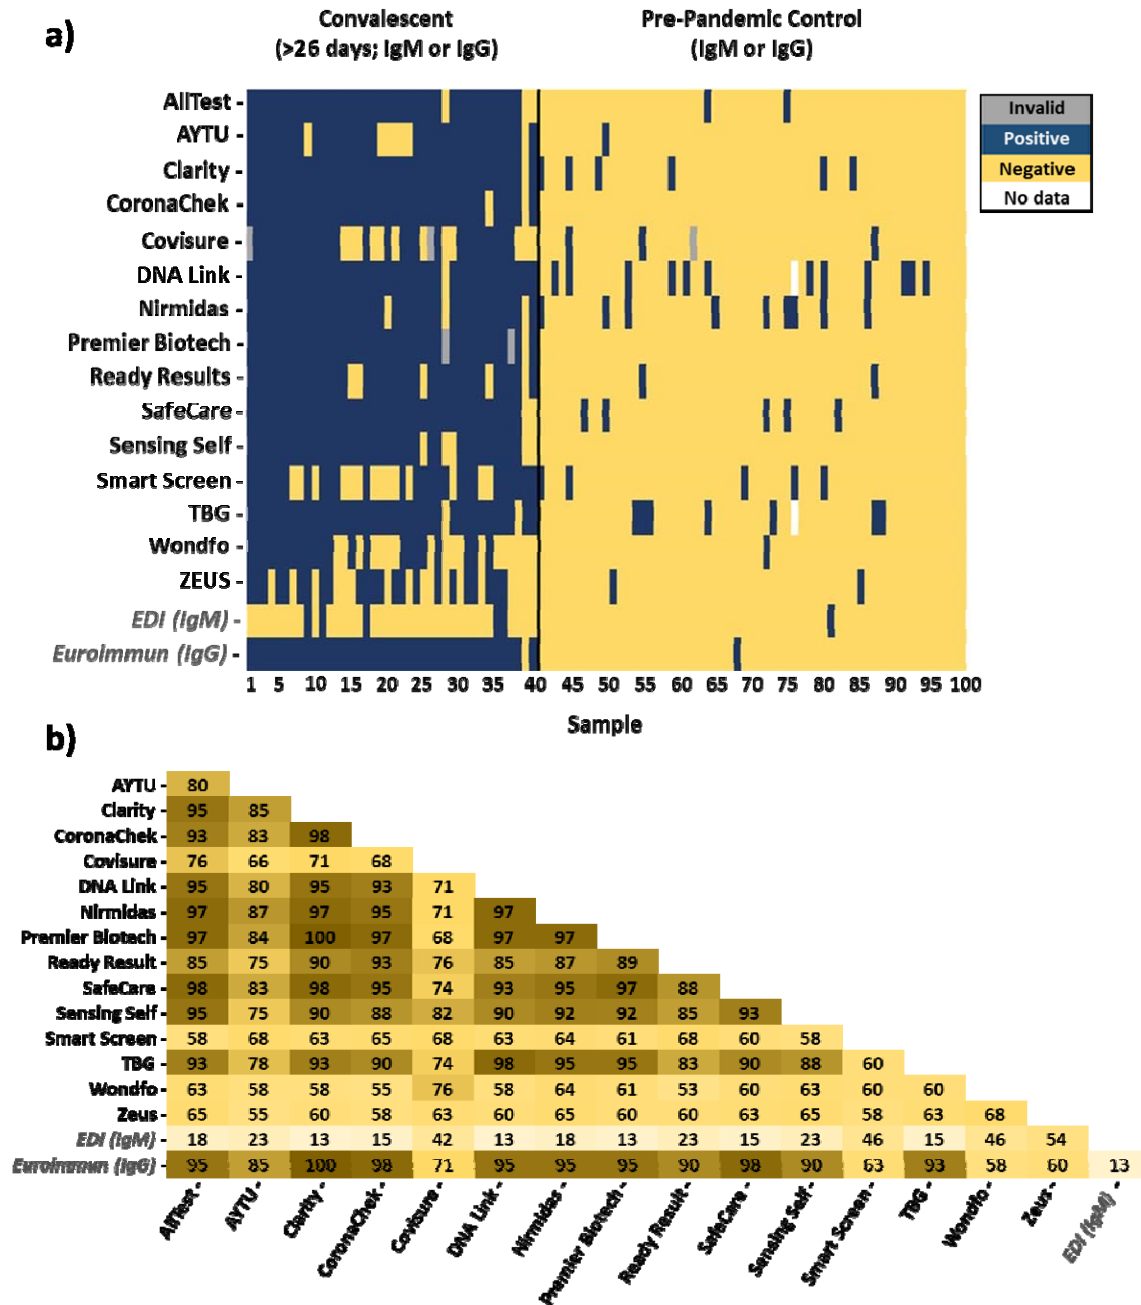 a)
Convalescent
(>26 days; IgM or IgG)
Pre-Pandemic Control
(IgM or IgG)
AllTest -
AYTU -
Clarity -
CoronaChek -
Covisure -
DNA Link -
Nirmidas -
Premier Biotech -
Ready Results -
SafeCare -
Sensing Self -
Smart Screen -
TBG -
Wondfo -
ZEUS -
EDI (IgM) -
Euroimmun (IgG) -
Invalid
Positive
Negative
No data
1 5 10 15 20 25 30 35 40 45 50 55 60 65 70 75 80 85 90 95 100
Sample
b)
AYTU - 80
Clarity - 95 85
CoronaChek - 93 83 98
Covisure - 76 66 71 68
DNA Link - 95 80 95 93 71
Nirmidas - 97 87 97 95 71 97
Premier Biotech - 97 84 100 97 68 97 97
Ready Result - 85 75 90 93 76 85 87 89
SafeCare - 98 83 98 95 74 93 95 97 88
Sensing Self - 95 75 90 88 82 90 92 92 85 93
Smart Screen - 58 68 63 65 68 63 64 61 68 60 58
TBG - 93 78 93 90 74 98 95 95 83 90 88 60
Wondfo - 63 58 58 55 76 58 64 61 53 60 63 60 60
Zeus - 65 55 60 58 63 60 65 60 60 63 65 58 63 68
EDI (IgM) - 18 23 13 15 42 13 18 13 23 15 23 46 15 46 54
Euroimmun (IgG) - 95 85 100 98 71 95 95 95 90 98 90 63 93 58 60 13
AllTest -
AYTU -
Clarity -
CoronaChek -
Covisure -
DNA Link -
Nirmidas -
Premier Biotech -
Ready Result -
SafeCare -
Sensing Self -
Smart Screen -
TBG -
Wondfo -
Zeus -
EDI (IgM) -